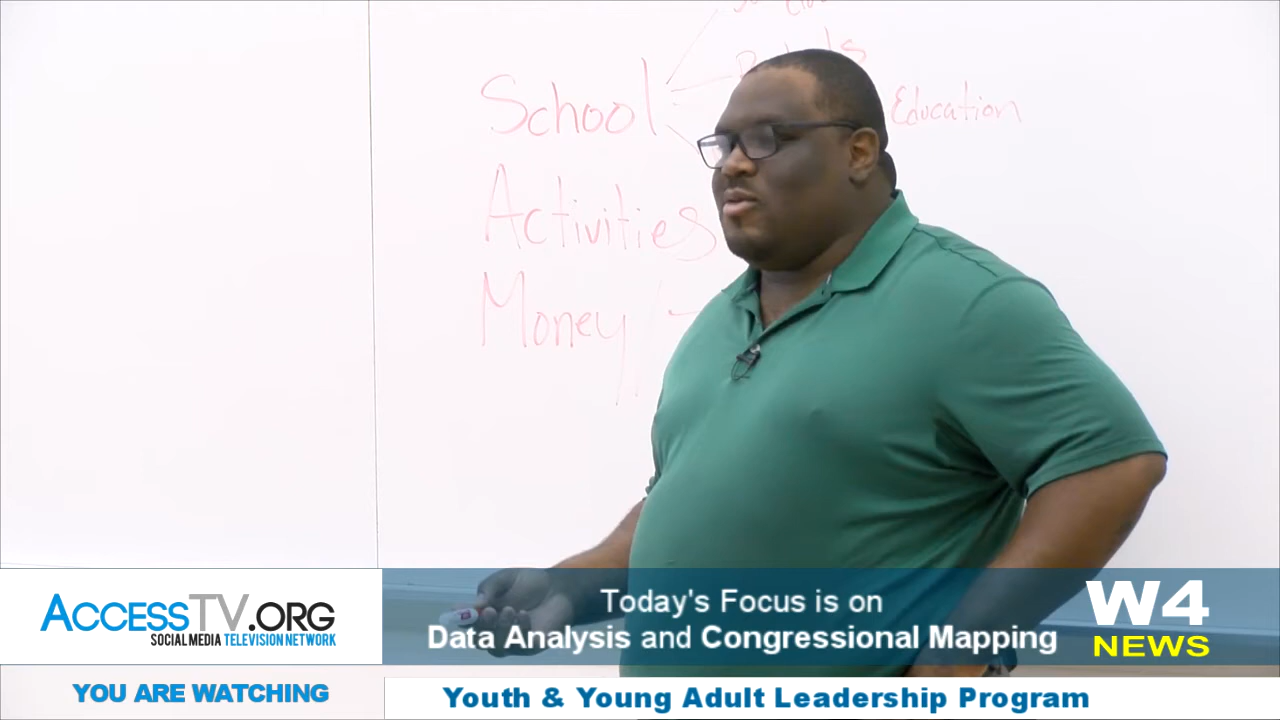 School
Education
Activities
Money
Today's Focus is on
Data Analysis and Congressional Mapping
W4
NEWS
ACCESSTV.ORG
SOCIAL MEDIA TELEVISION NETWORK
YOU ARE WATCHING
Youth & Young Adult Leadership Program